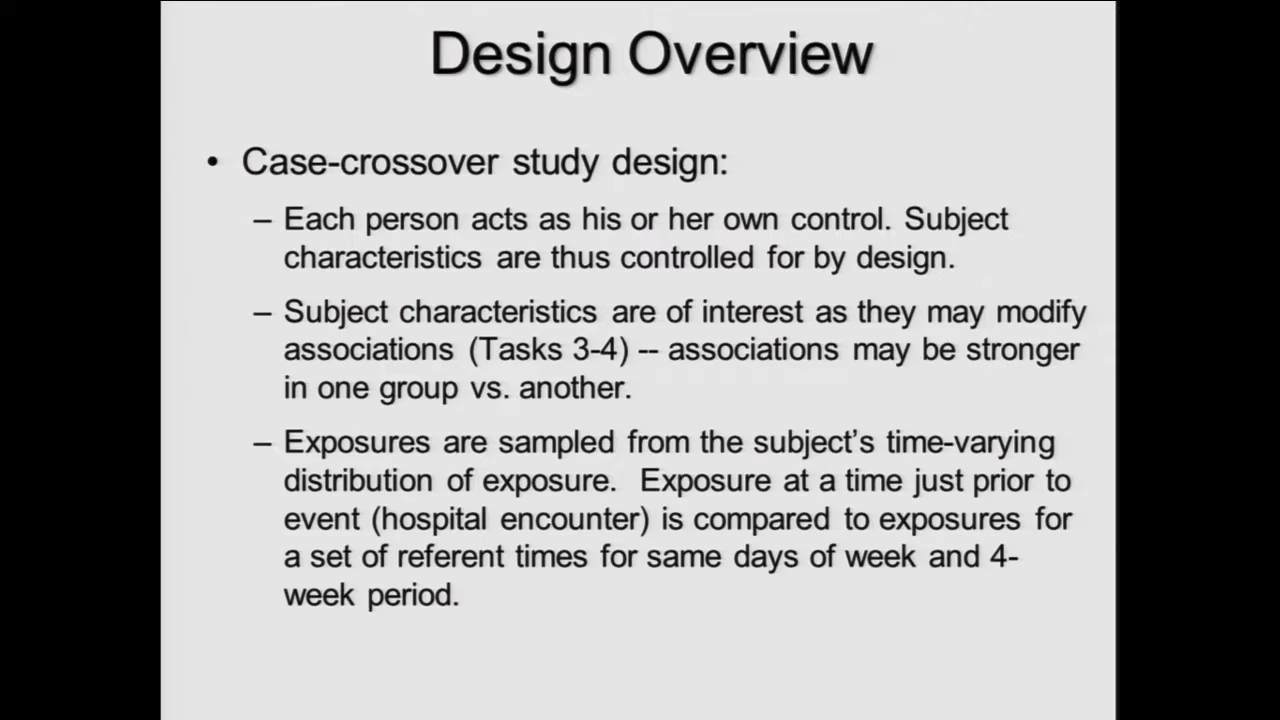 Design Overview
• Case-crossover study design:
– Each person acts as his or her own control. Subject
characteristics are thus controlled for by design.
– Subject characteristics are of interest as they may modify
associations (Tasks 3-4) -- associations may be stronger
in one group vs. another.
– Exposures are sampled from the subject’s time-varying
distribution of exposure.  Exposure at a time just prior to
event (hospital encounter) is compared to exposures for
a set of referent times for same days of week and 4-
week period.